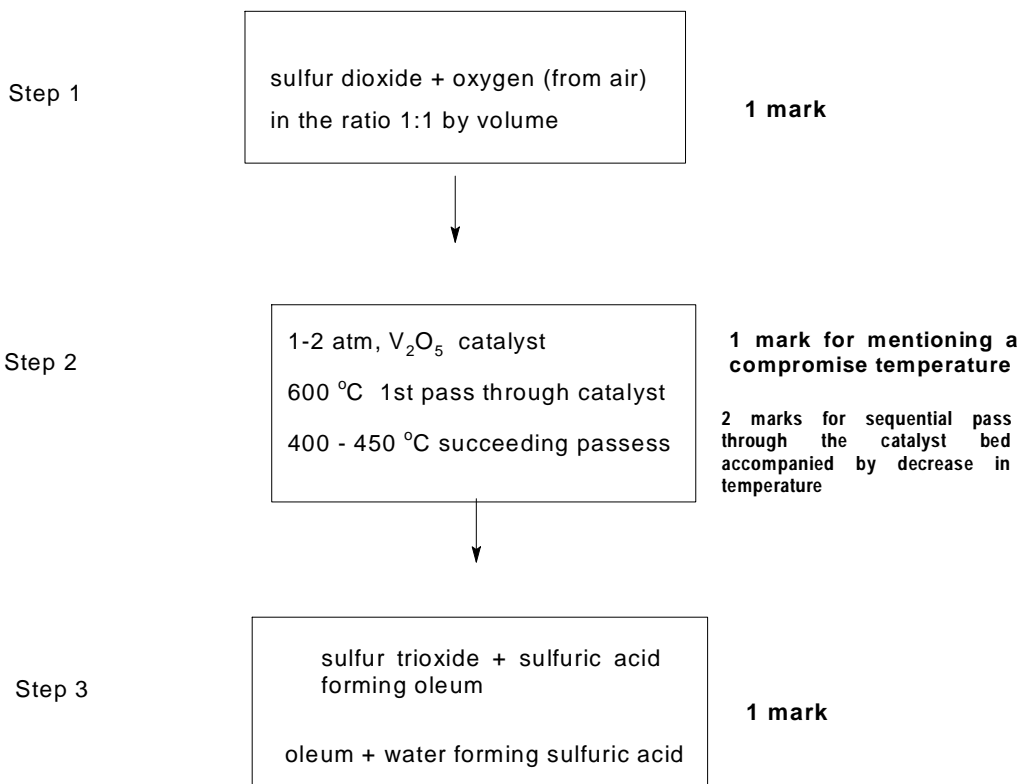 Step 1
sulfur dioxide + oxygen (from air)
in the ratio 1:1 by volume
1 mark
Step 2
1-2 atm, V₂O₅ catalyst
600 °C 1st pass through catalyst
400 - 450 °C succeeding passess
1 mark for mentioning a
compromise temperature
2 marks for sequential pass
through the catalyst bed
accompanied by decrease in
temperature
Step 3
sulfur trioxide + sulfuric acid
forming oleum
oleum + water forming sulfuric acid
1 mark